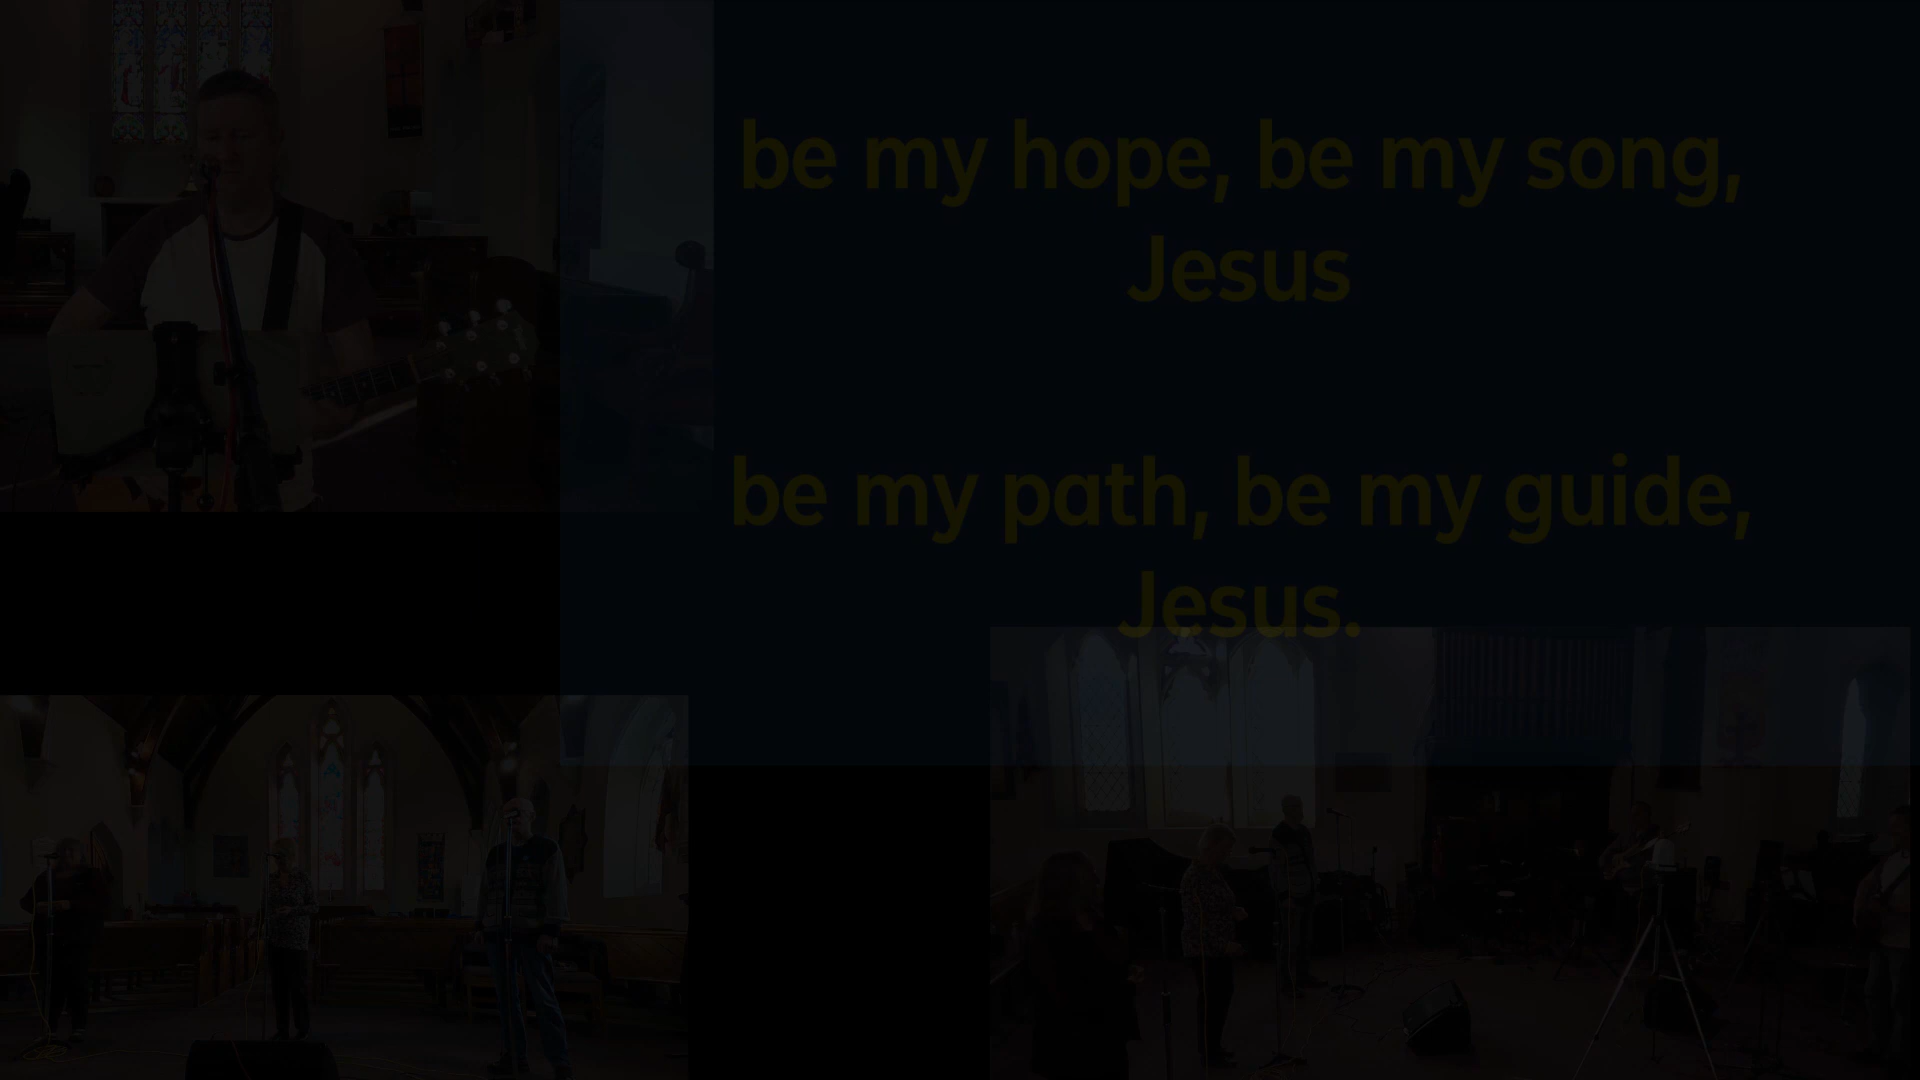 be my hope, be my song,
Jesus
be my path, be my guide,
Jesus.